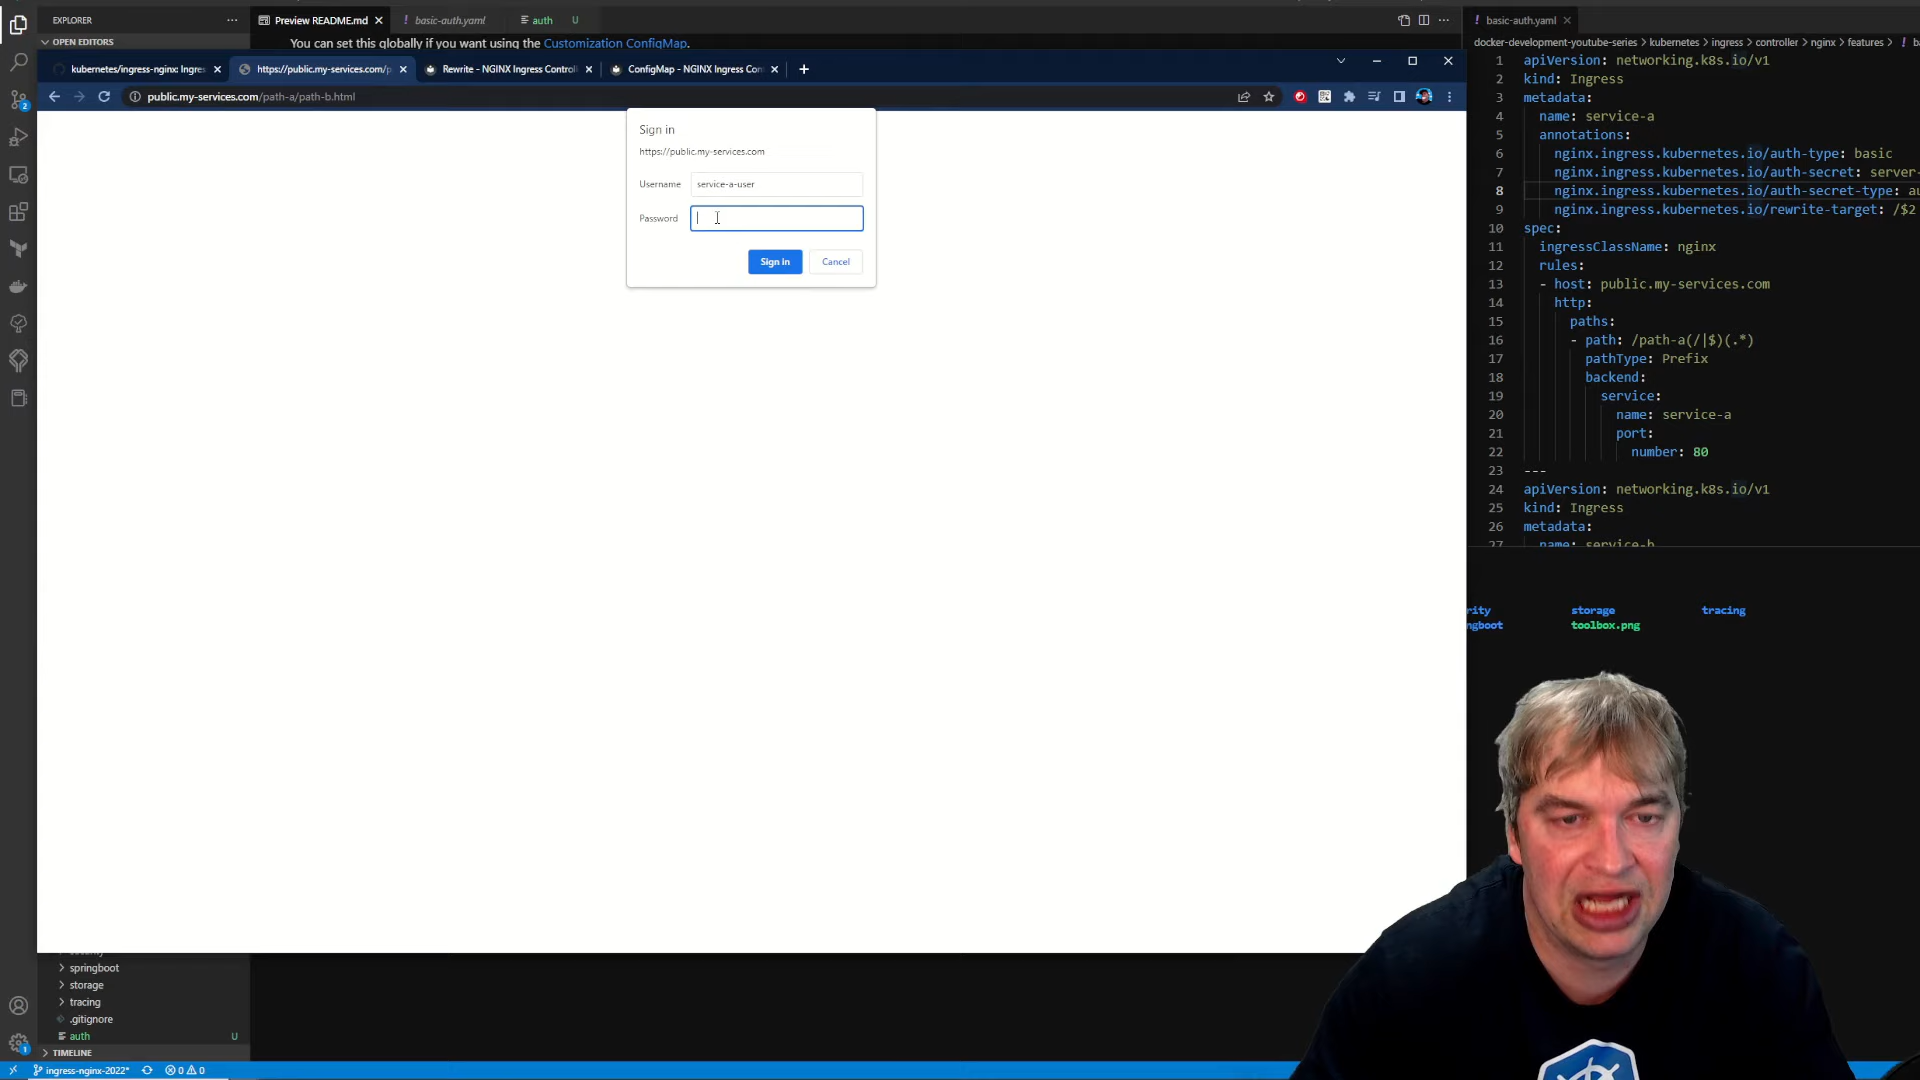 EXPLORER
OPEN EDITORS
Preview README.md
basic-auth.yaml
auth
U
basic-auth.yaml
You can set this globally if you want using the Customization ConfigMap.
docker-development-youtube-series > kubernetes > ingress > controller > nginx > features >
kubernetes/ingress-nginx: Ingres
https://public.my-services.com/p
Rewrite - NGINX Ingress Controll
ConfigMap - NGINX Ingress Con
public.my-services.com/path-a/path-b.html
Sign in
https://public.my-services.com
Username
service-a-user
Password
Sign in
Cancel
1 apiVersion: networking.k8s.io/v1
2 kind: Ingress
3 metadata:
4 name: service-a
5 annotations:
6 nginx.ingress.kubernetes.io/auth-type: basic
7 nginx.ingress.kubernetes.io/auth-secret: server-
8 nginx.ingress.kubernetes.io/auth-secret-type: au
9 nginx.ingress.kubernetes.io/rewrite-target: /$2
10 spec:
11 ingressClassName: nginx
12 rules:
13 - host: public.my-services.com
14 http:
15 paths:
16 - path: /path-a(/|$)(.*)
17 pathType: Prefix
18 backend:
19 service:
20 name: service-a
21 port:
22 number: 80
23 ---
24 apiVersion: networking.k8s.io/v1
25 kind: Ingress
26 metadata:
27 name: service-b
rity storage tracing
ngboot toolbox.png
springboot
storage
tracing
.gitignore
auth U
TIMELINE
ingress-nginx-2022* 0 0